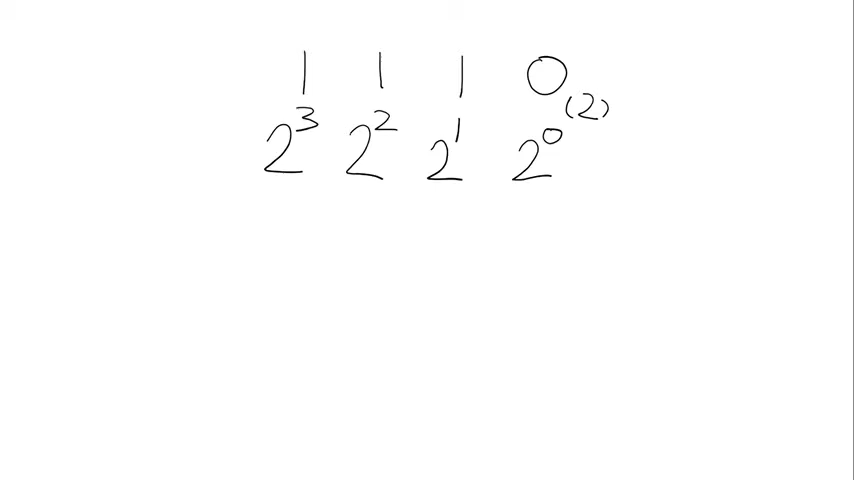 1 1 1 0₍₂₎
2³ 2² 2¹ 2⁰